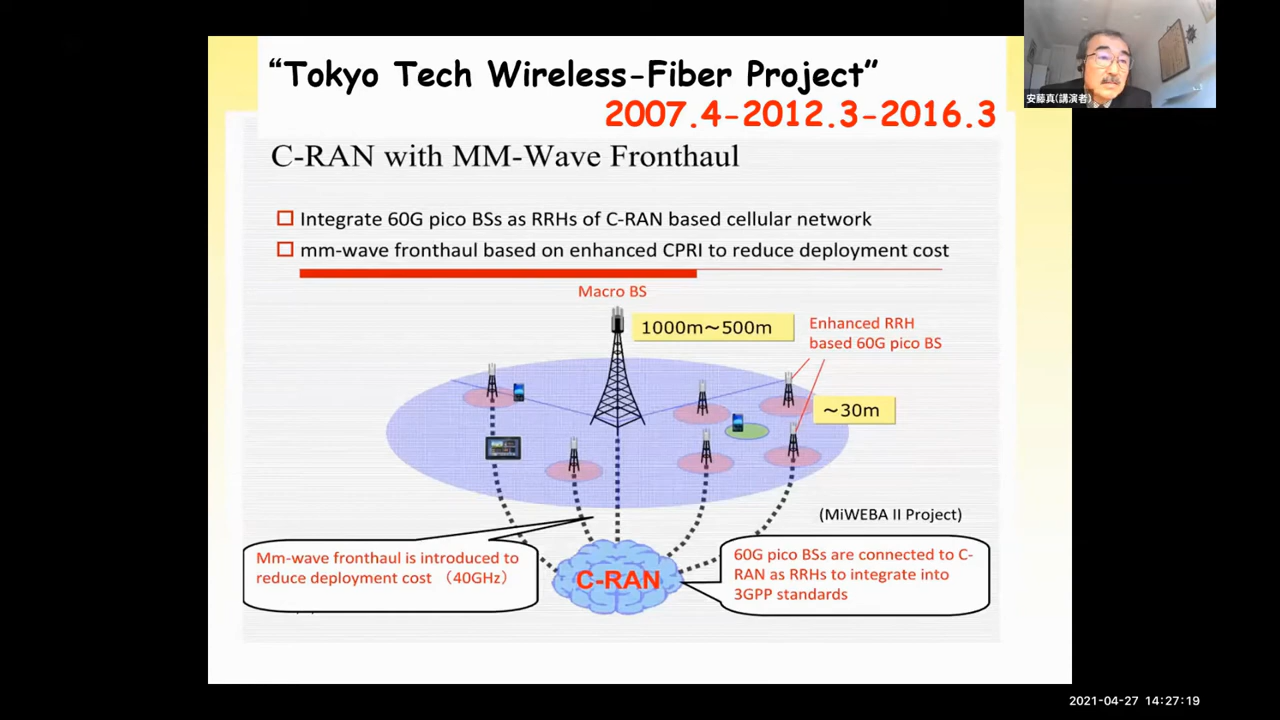 “Tokyo Tech Wireless-Fiber Project”
2007.4-2012.3-2016.3
安藤真(講演者)
C-RAN with MM-Wave Fronthaul
Integrate 60G pico BSs as RRHs of C-RAN based cellular network
mm-wave fronthaul based on enhanced CPRI to reduce deployment cost
Macro BS
1000m～500m
Enhanced RRH
based 60G pico BS
～30m
(MiWEBA II Project)
Mm-wave fronthaul is introduced to
reduce deployment cost （40GHz）
C-RAN
60G pico BSs are connected to C-
RAN as RRHs to integrate into
3GPP standards
2021-04-27 14:27:19